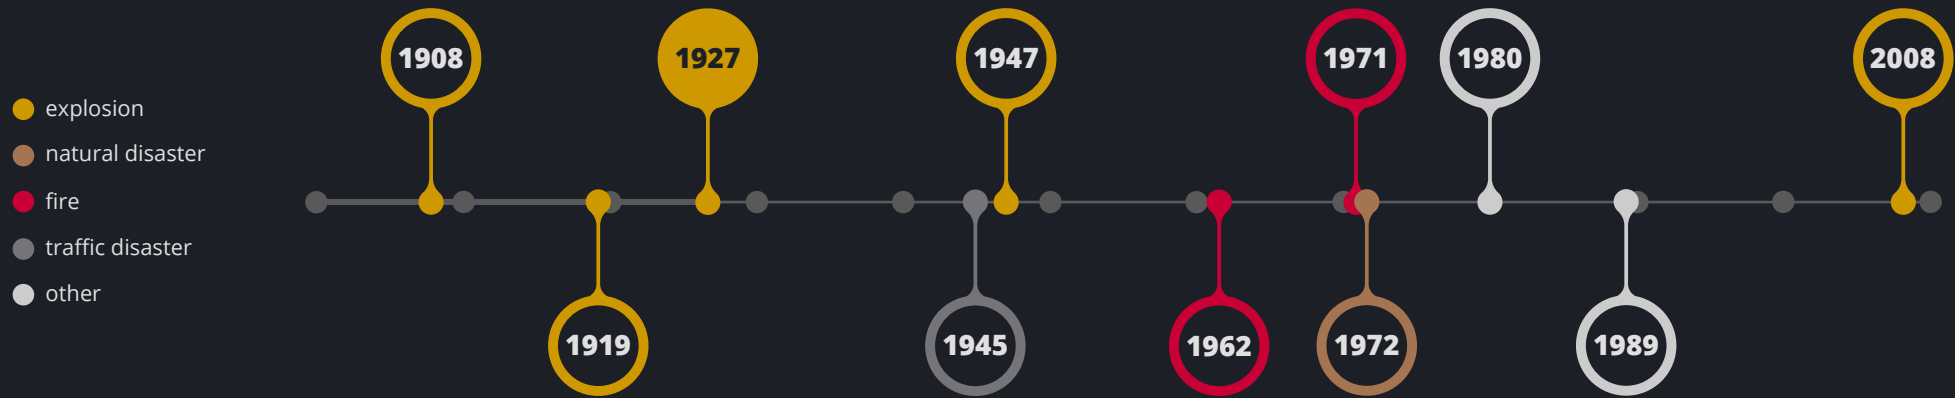 1908
1927
1947
1971
1980
2008
explosion
natural disaster
fire
traffic disaster
other
1919
1945
1962
1972
1989